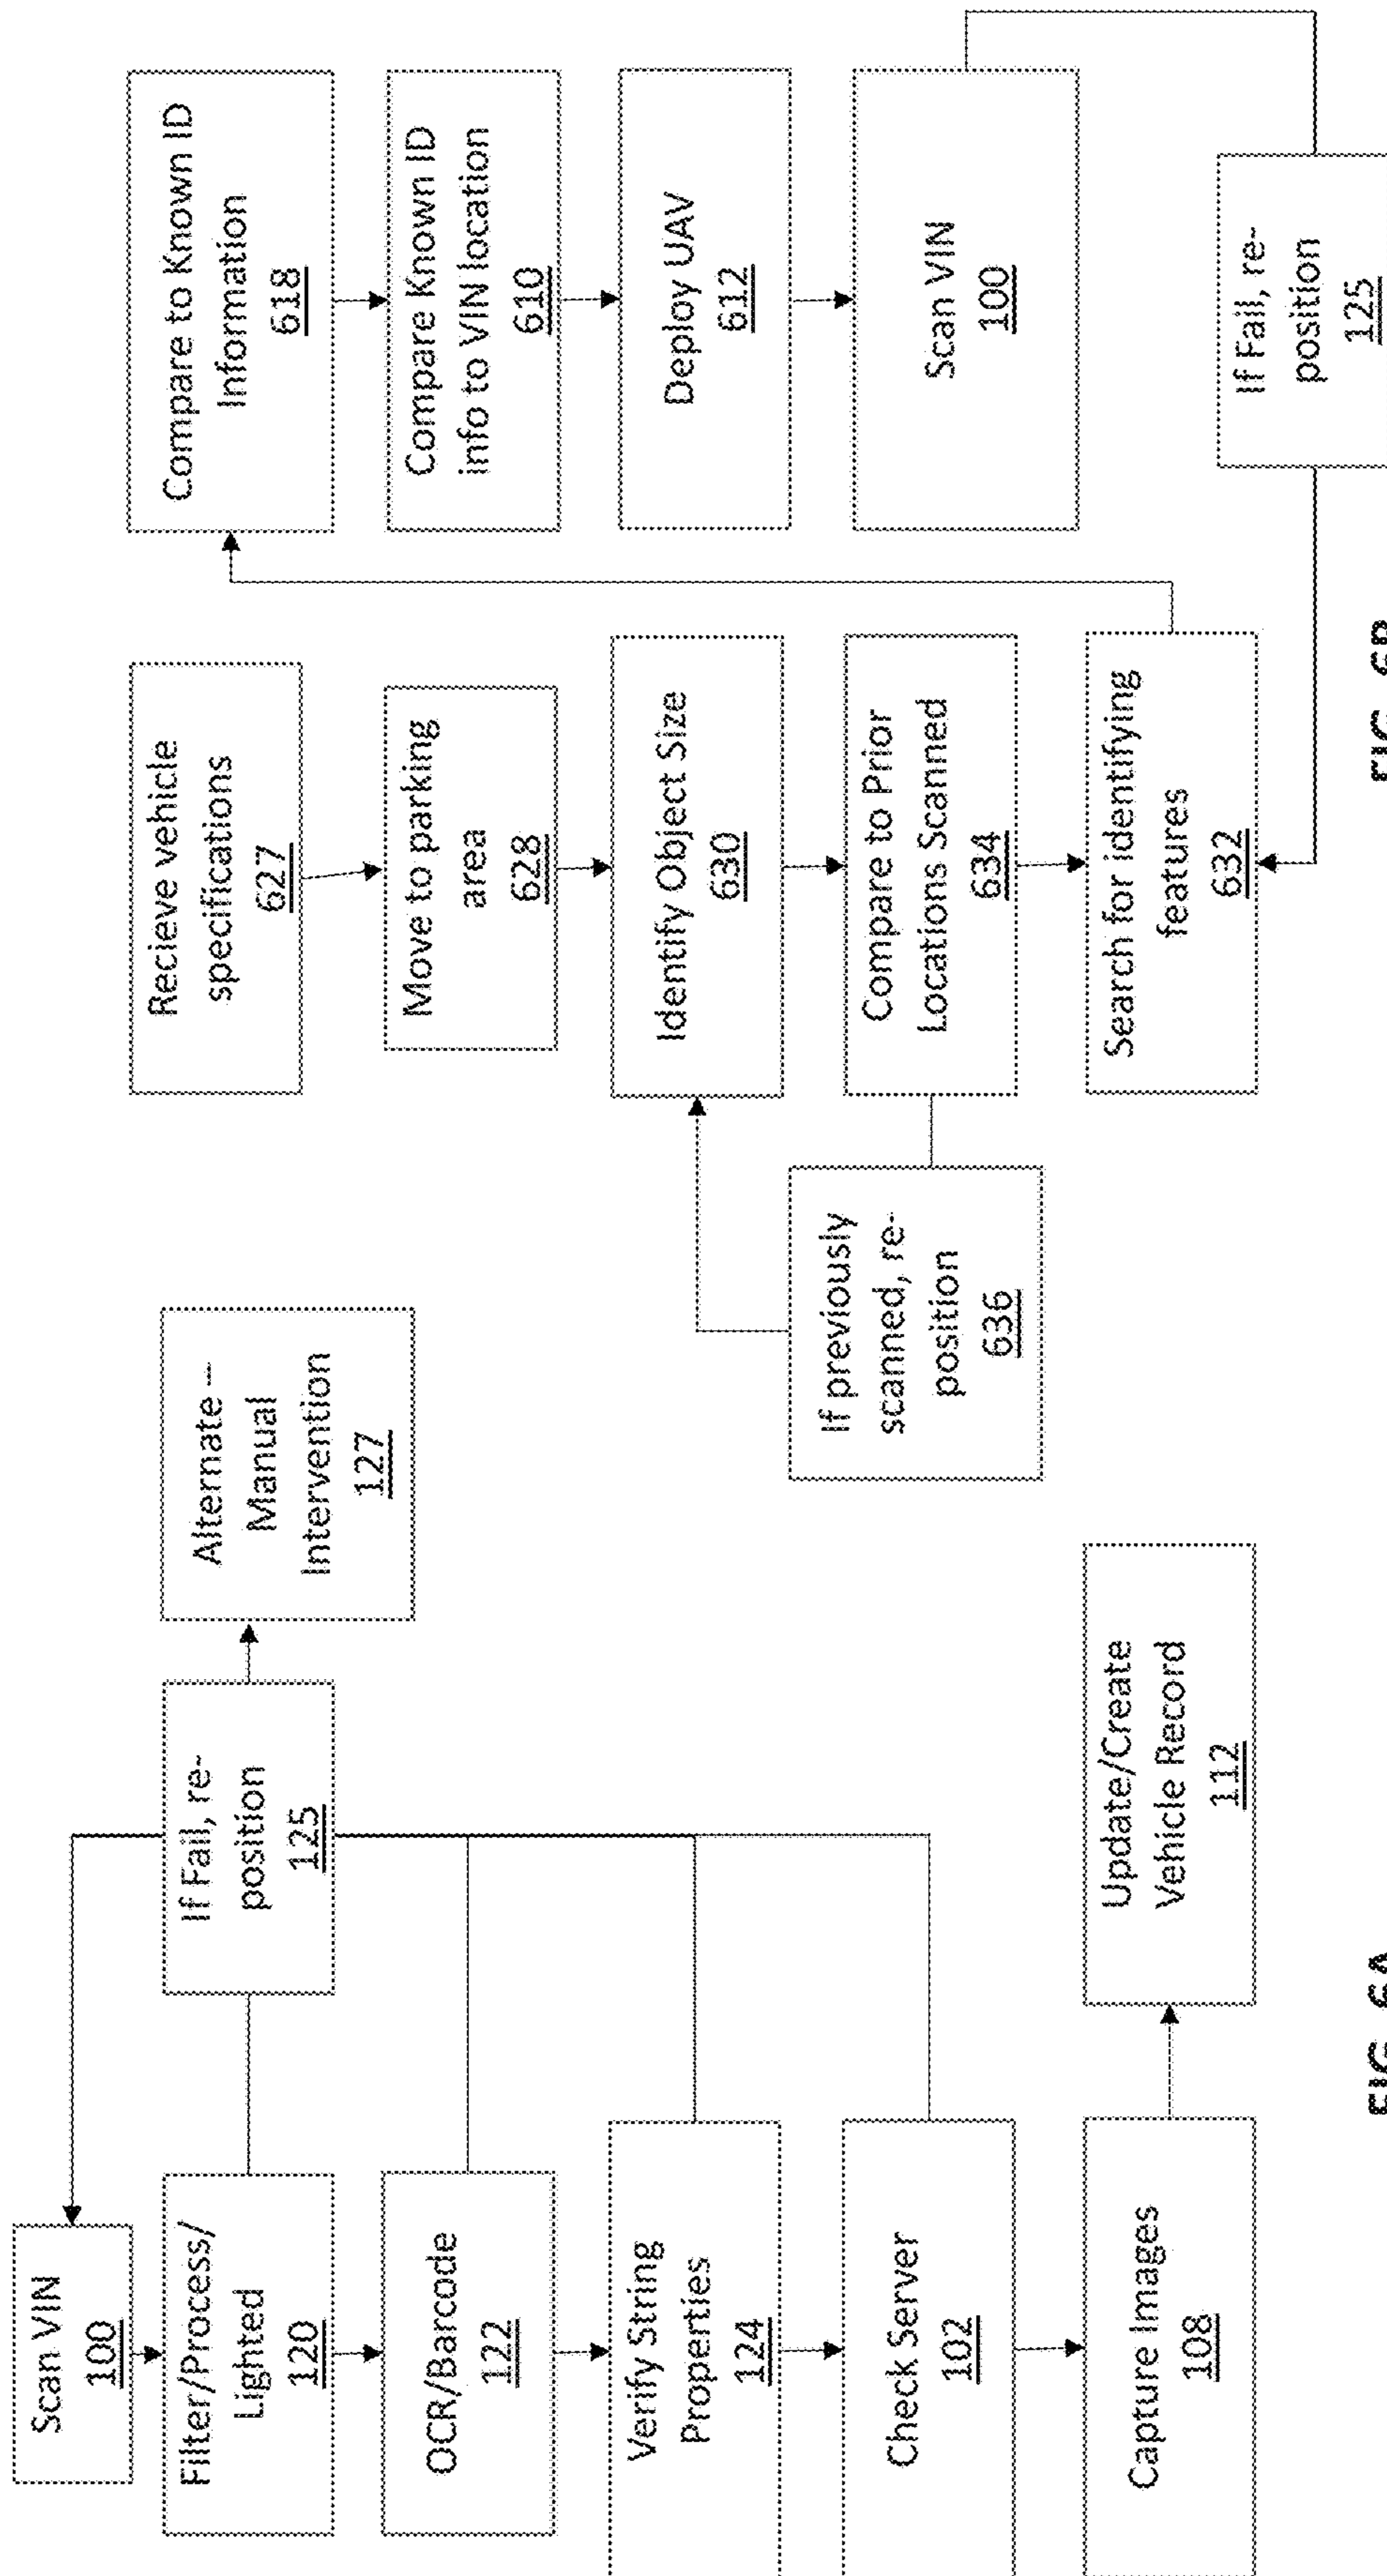 Scan VIN
100
Filter/Process/
Lighted
120
OCR/Barcode
122
Verify String
Properties
124
Check Server
102
Capture Images
108
If Fail, re-
position
125
Alternate –
Manual
Intervention
127
Update/Create
Vehicle Record
112
FIG. 6A
Recieve vehicle
specifications
627
Move to parking
area
628
Identify Object Size
630
Compare to Prior
Locations Scanned
634
Search for identifying
features
632
If previously
scanned, re-
position
636
Compare to Known ID
Information
618
Compare Known ID
info to VIN location
610
Deploy UAV
612
Scan VIN
100
If Fail, re-
position
125
FIG. 6B